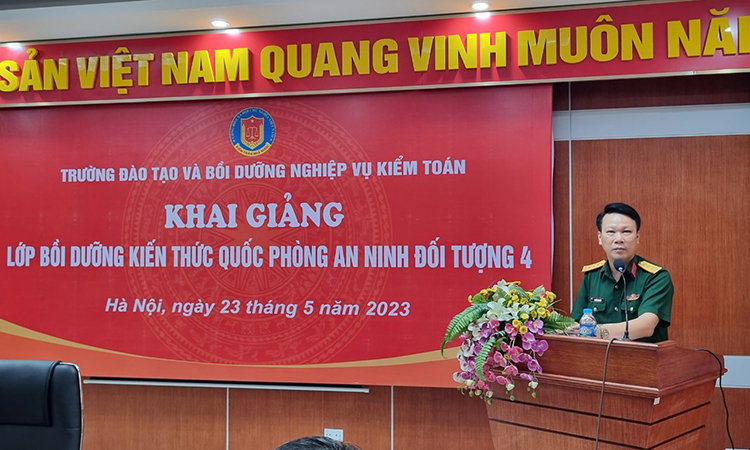 SẢN VIỆT NAM QUANG VINH MUÔN NĂ
TRƯỜNG ĐÀO TẠO VÀ BỒI DƯỠNG NGHIỆP VỤ KIỂM TOÁN
KHAI GIẢNG
LỚP BỒI DƯỠNG KIẾN THỨC QUỐC PHÒNG AN NINH ĐỐI TƯỢNG 4
Hà Nội, ngày 23 tháng 5 năm 2023